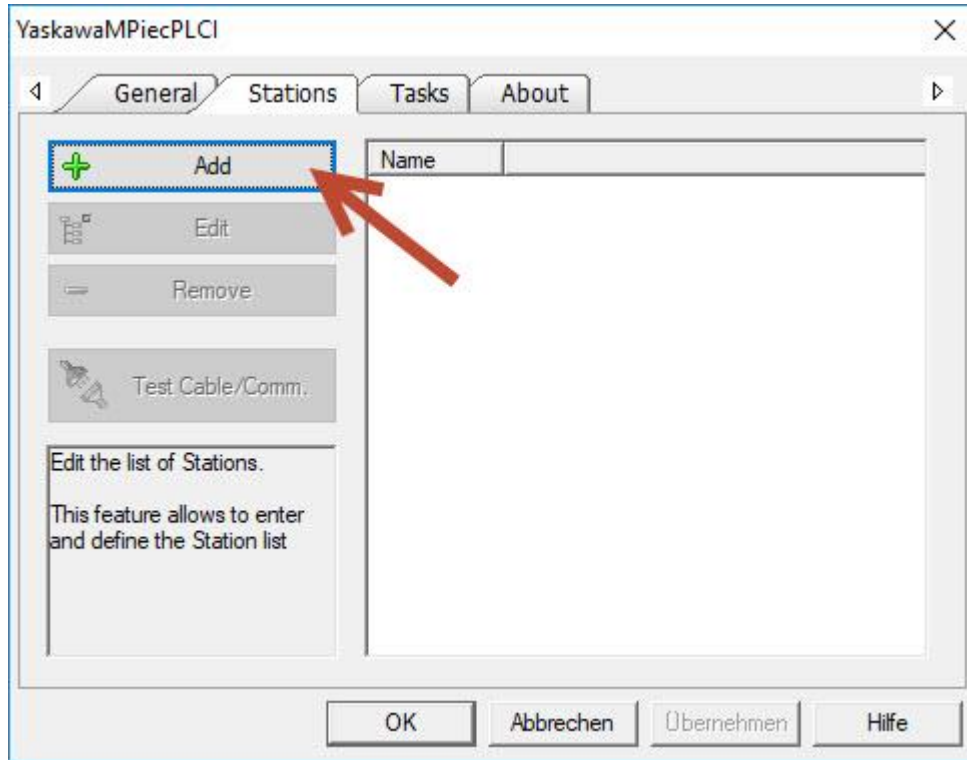 YaskawaMPiecPLCI
General Stations Tasks About
Add
Name
Edit
Remove
Test Cable/Comm.
Edit the list of Stations.
This feature allows to enter
and define the Station list
OK Abbrechen Übernehmen Hilfe